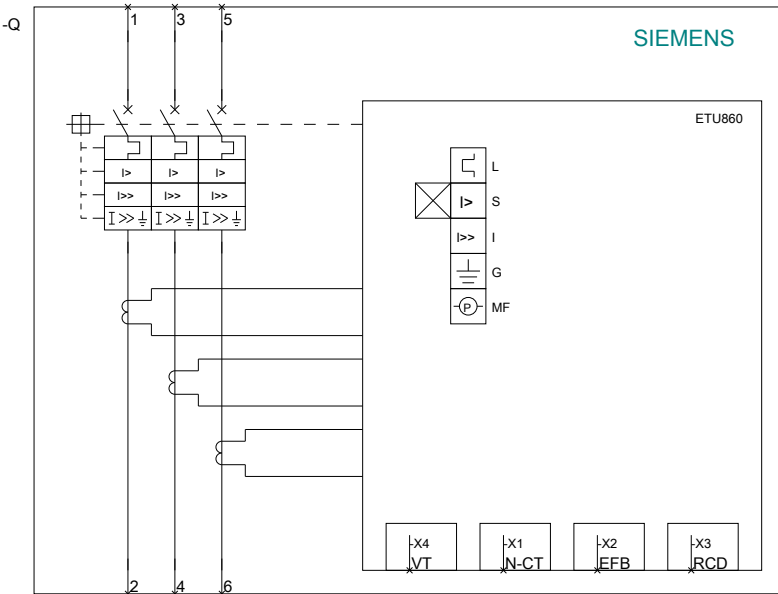 -Q
1 3 5
SIEMENS
ETU860
I> I> I>
I>> I>> I>>
I>> I>> I>>
L
I> S
I>> I
G
P MF
-X4 -X1 -X2 -X3
VT N-CT EFB RCD
2 4 6